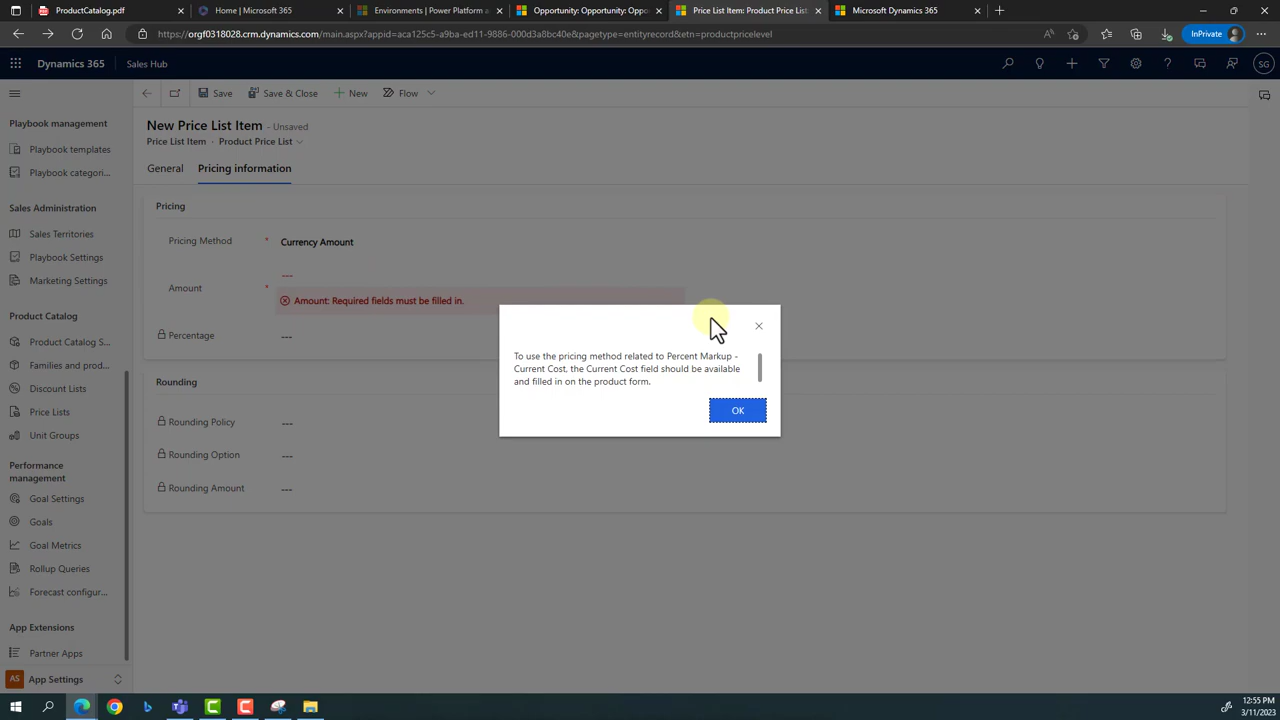 ProductCatalog.pdf
Home | Microsoft 365
Environments | Power Platform a
Opportunity: Opportunity: Oppo
Price List Item: Product Price List:
Microsoft Dynamics 365
https://orgf0318028.crm.dynamics.com/main.aspx?appid=aca125c5-a9ba-ed11-9886-000d3a8bc40e&pagetype=entityrecord&etn=productpricelevel
InPrivate
Dynamics 365
Sales Hub
SG
Save
Save & Close
New
Flow
New Price List Item - Unsaved
Price List Item · Product Price List
General
Pricing information
Playbook management
Playbook templates
Playbook categori...
Sales Administration
Sales Territories
Playbook Settings
Marketing Settings
Product Catalog
Product Catalog S...
Families and prod...
Discount Lists
Price Lists
Unit Groups
Performance
management
Goal Settings
Goals
Goal Metrics
Rollup Queries
Forecast configur...
App Extensions
Partner Apps
AS App Settings
Pricing
Pricing Method * Currency Amount
---
Amount *
Amount: Required fields must be filled in.
Percentage ---
Rounding
Rounding Policy ---
Rounding Option ---
Rounding Amount ---
To use the pricing method related to Percent Markup -
Current Cost, the Current Cost field should be available
and filled in on the product form.
OK
12:55 PM
3/11/2023